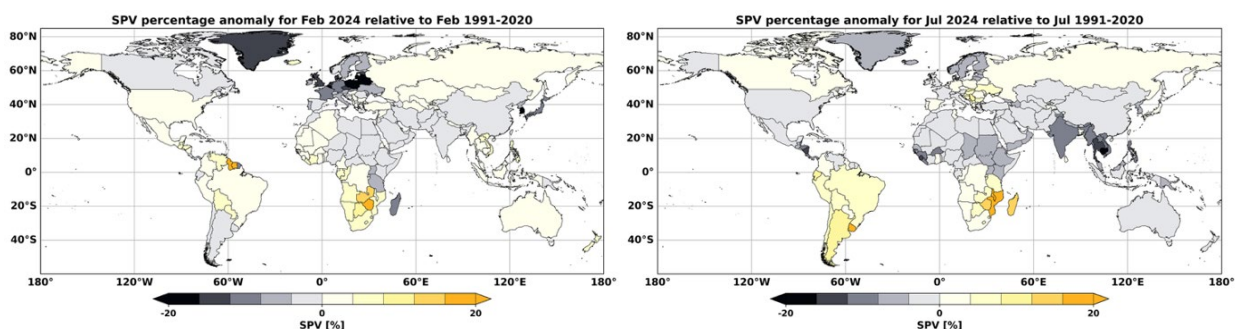 SPV percentage anomaly for Feb 2024 relative to Feb 1991-2020
80°N
60°N
40°N
20°N
0°
20°S
40°S
180° 120°W 60°W 0° 60°E 120°E 180°
-20 0 20
SPV [%]
SPV percentage anomaly for Jul 2024 relative to Jul 1991-2020
80°N
60°N
40°N
20°N
0°
20°S
40°S
180° 120°W 60°W 0° 60°E 120°E 180°
-20 0 20
SPV [%]